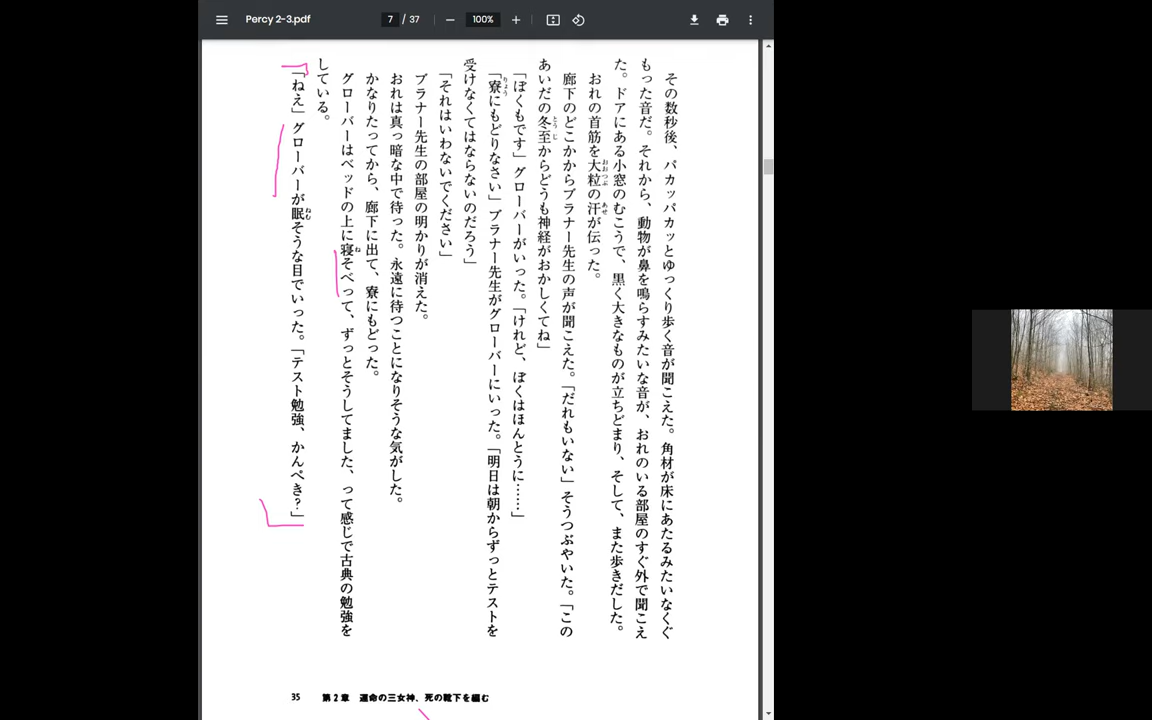 Percy 2-3.pdf
7 / 37
100%
その数秒後、パカッパカッとゆっくり歩く音が聞こえた。角材が床にあたるみたいなくぐ
もった音だ。それから、動物が鼻を鳴らすみたいな音が、おれのいる部屋のすぐ外で聞こえ
た。ドアにある小窓のむこうで、黒く大きなものが立ちどまり、そして、また歩きだした。
おれの首筋を大粒の汗が伝った。
廊下のどこかからブラナー先生の声が聞こえた。「だれもいない」そうつぶやいた。「この
あいだの冬至からどうも神経がおかしくてね」
「ぼくもです」グローバーがいった。「けれど、ぼくはほんとうに……」
「寮にもどりなさい」ブラナー先生がグローバーにいった。「明日は朝からずっとテストを
受けなくてはならないのだろう」
「それはいわないでください」
ブラナー先生の部屋の明かりが消えた。
おれは真っ暗な中で待った。永遠に待つことになりそうな気がした。
かなりたってから、廊下に出て、寮にもどった。
グローバーはベッドの上に寝そべって、ずっとそうしてました、って感じで古典の勉強を
している。
「ねえ」グローバーが眠そうな目でいった。「テスト勉強、かんぺき?」
35 第2章 運命の三女神、死の靴下を編む